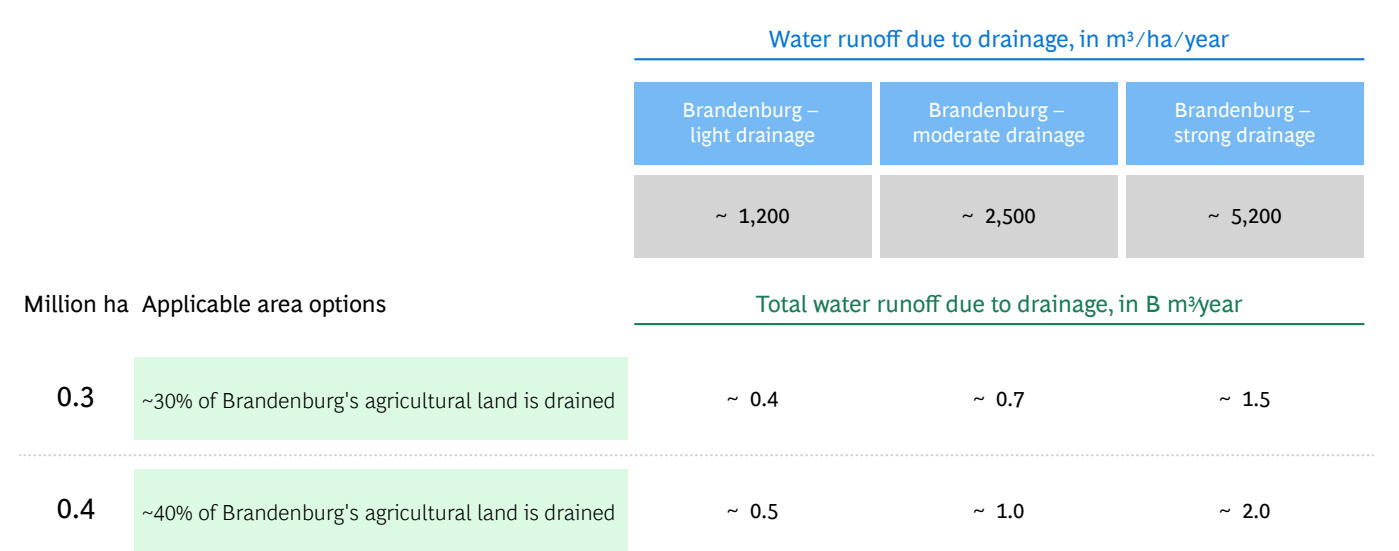 Water runoff due to drainage, in m³/ha/year
Brandenburg –
light drainage
Brandenburg –
moderate drainage
Brandenburg –
strong drainage
~ 1,200
~ 2,500
~ 5,200
Million ha
Applicable area options
Total water runoff due to drainage, in B m³/year
0.3
~30% of Brandenburg's agricultural land is drained
~ 0.4
~ 0.7
~ 1.5
0.4
~40% of Brandenburg's agricultural land is drained
~ 0.5
~ 1.0
~ 2.0